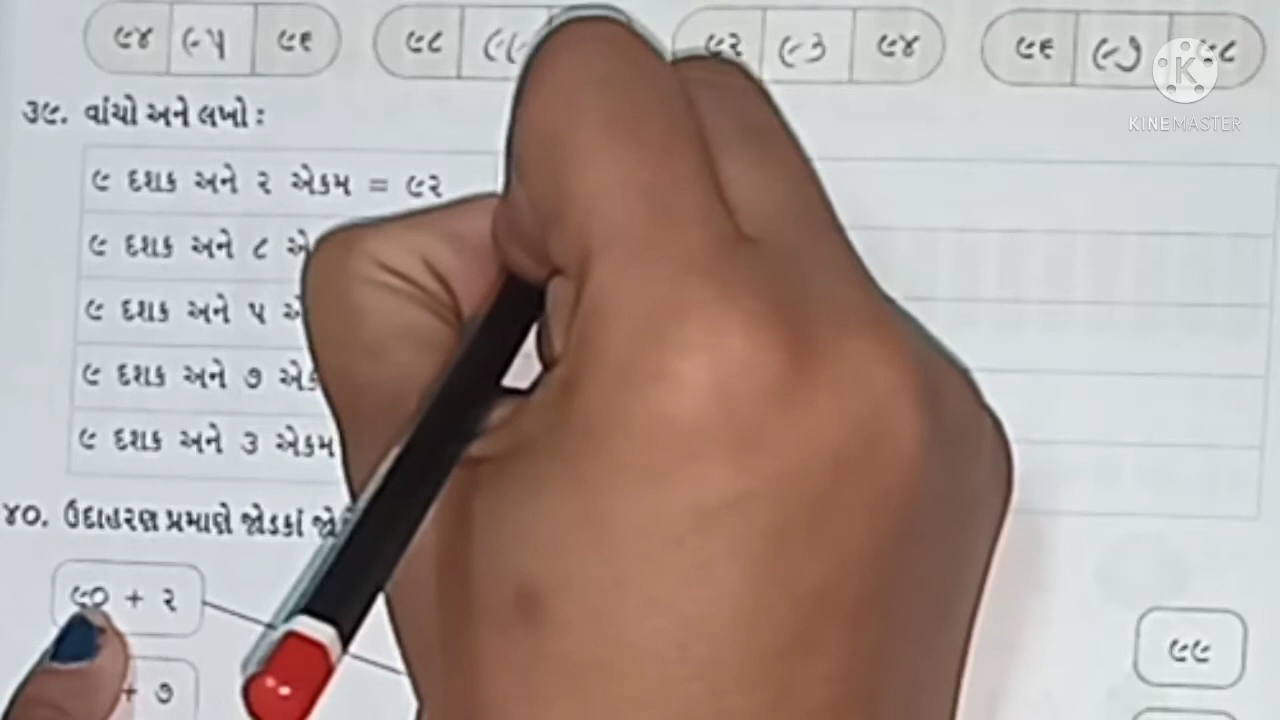 ૯૪ ૯૫ ૯૬ ૯૮ ૯૨ ૯૩ ૯૪ ૯૬ ૯૭ ૯૮
KINEMASTER
૩૯. વાંચો અને લખો :
૯ દશક અને ૨ એકમ = ૯૨
૯ દશક અને ૮
૯ દશક અને ૫
૯ દશક અને ૭
૯ દશક અને ૩ એકમ
૪૦. ઉદાહરણ પ્રમાણે જોડકાં
૯૦ + ૨
૯૯
+ ૭